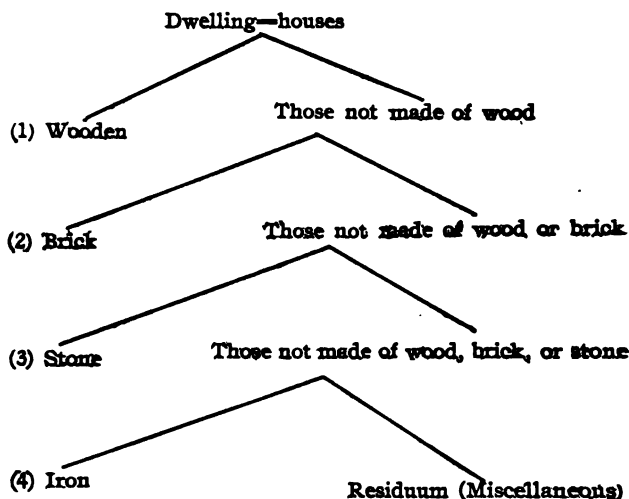 Dwelling—houses
(1) Wooden
Those not made of wood
(2) Brick
Those not made of wood or brick
(3) Stone
Those not made of wood, brick, or stone
(4) Iron
Residuum (Miscellaneous)